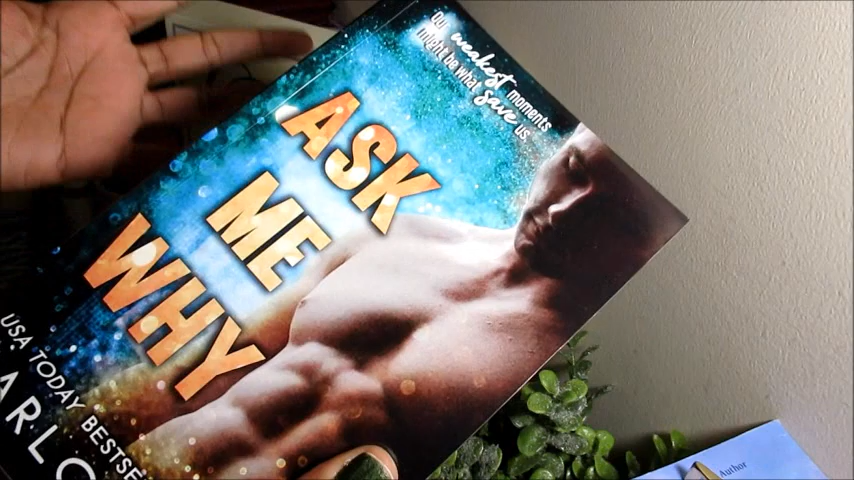 Our weakest moments
might be what save us.
ASK
ME
WHY
USA TODAY BESTSE
ARLO
Author